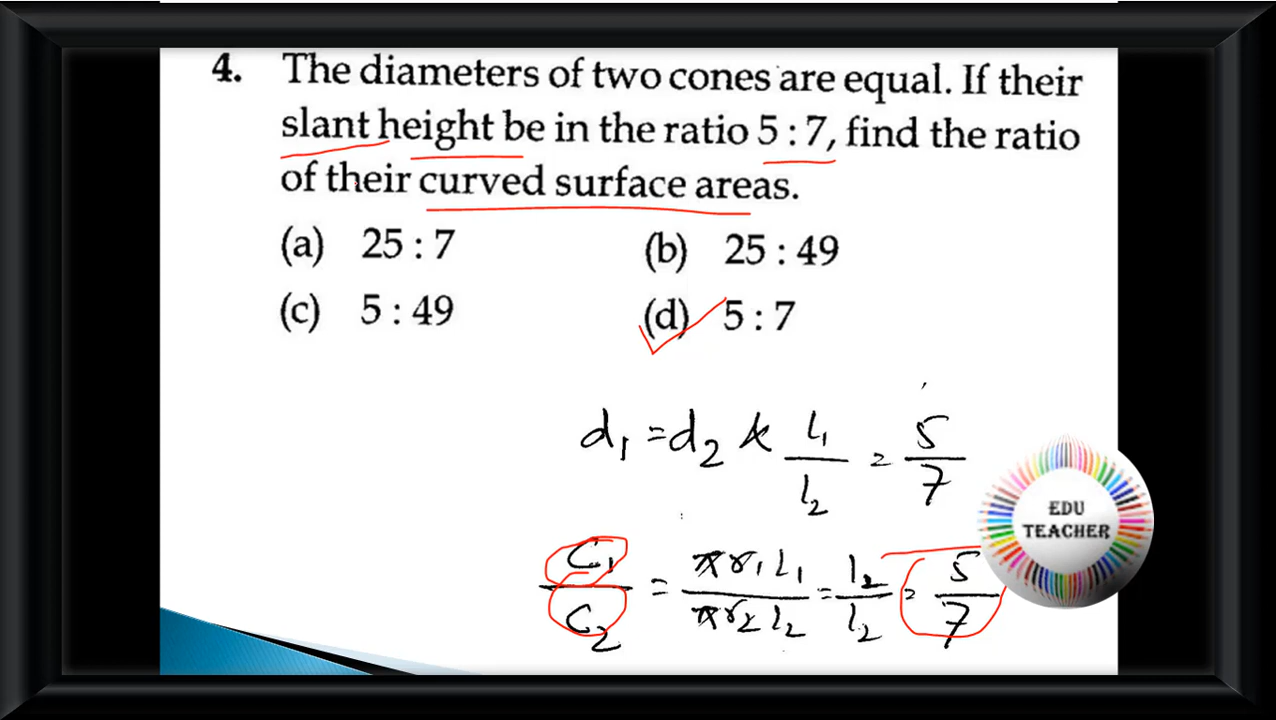 4. The diameters of two cones are equal. If their
slant height be in the ratio 5 : 7, find the ratio
of their curved surface areas.
(a) 25 : 7 (b) 25 : 49
(c) 5 : 49 (d) 5 : 7
d₁ = d₂ & l₁/l₂ = 5/7
C₁/C₂ = πr₁l₁/πr₂l₂ = l₂/l₂ = 5/7
EDU
TEACHER